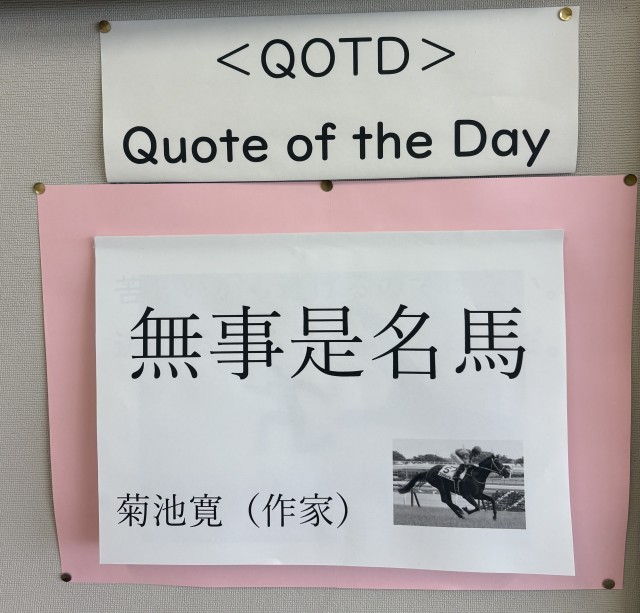 <QOTD>
Quote of the Day
無事是名馬
菊池寛（作家）